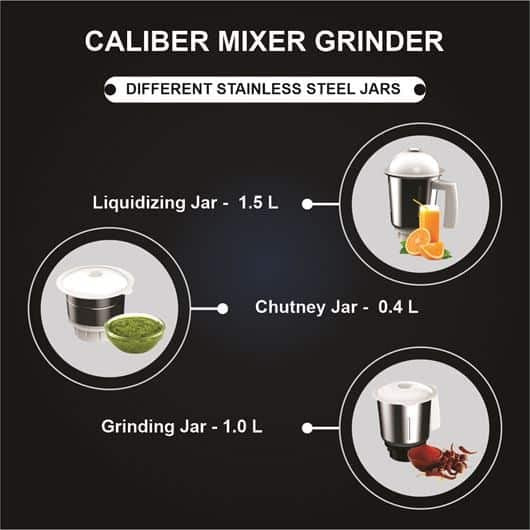 CALIBER MIXER GRINDER
DIFFERENT STAINLESS STEEL JARS
Liquidizing Jar - 1.5 L
Chutney Jar - 0.4 L
Grinding Jar - 1.0 L